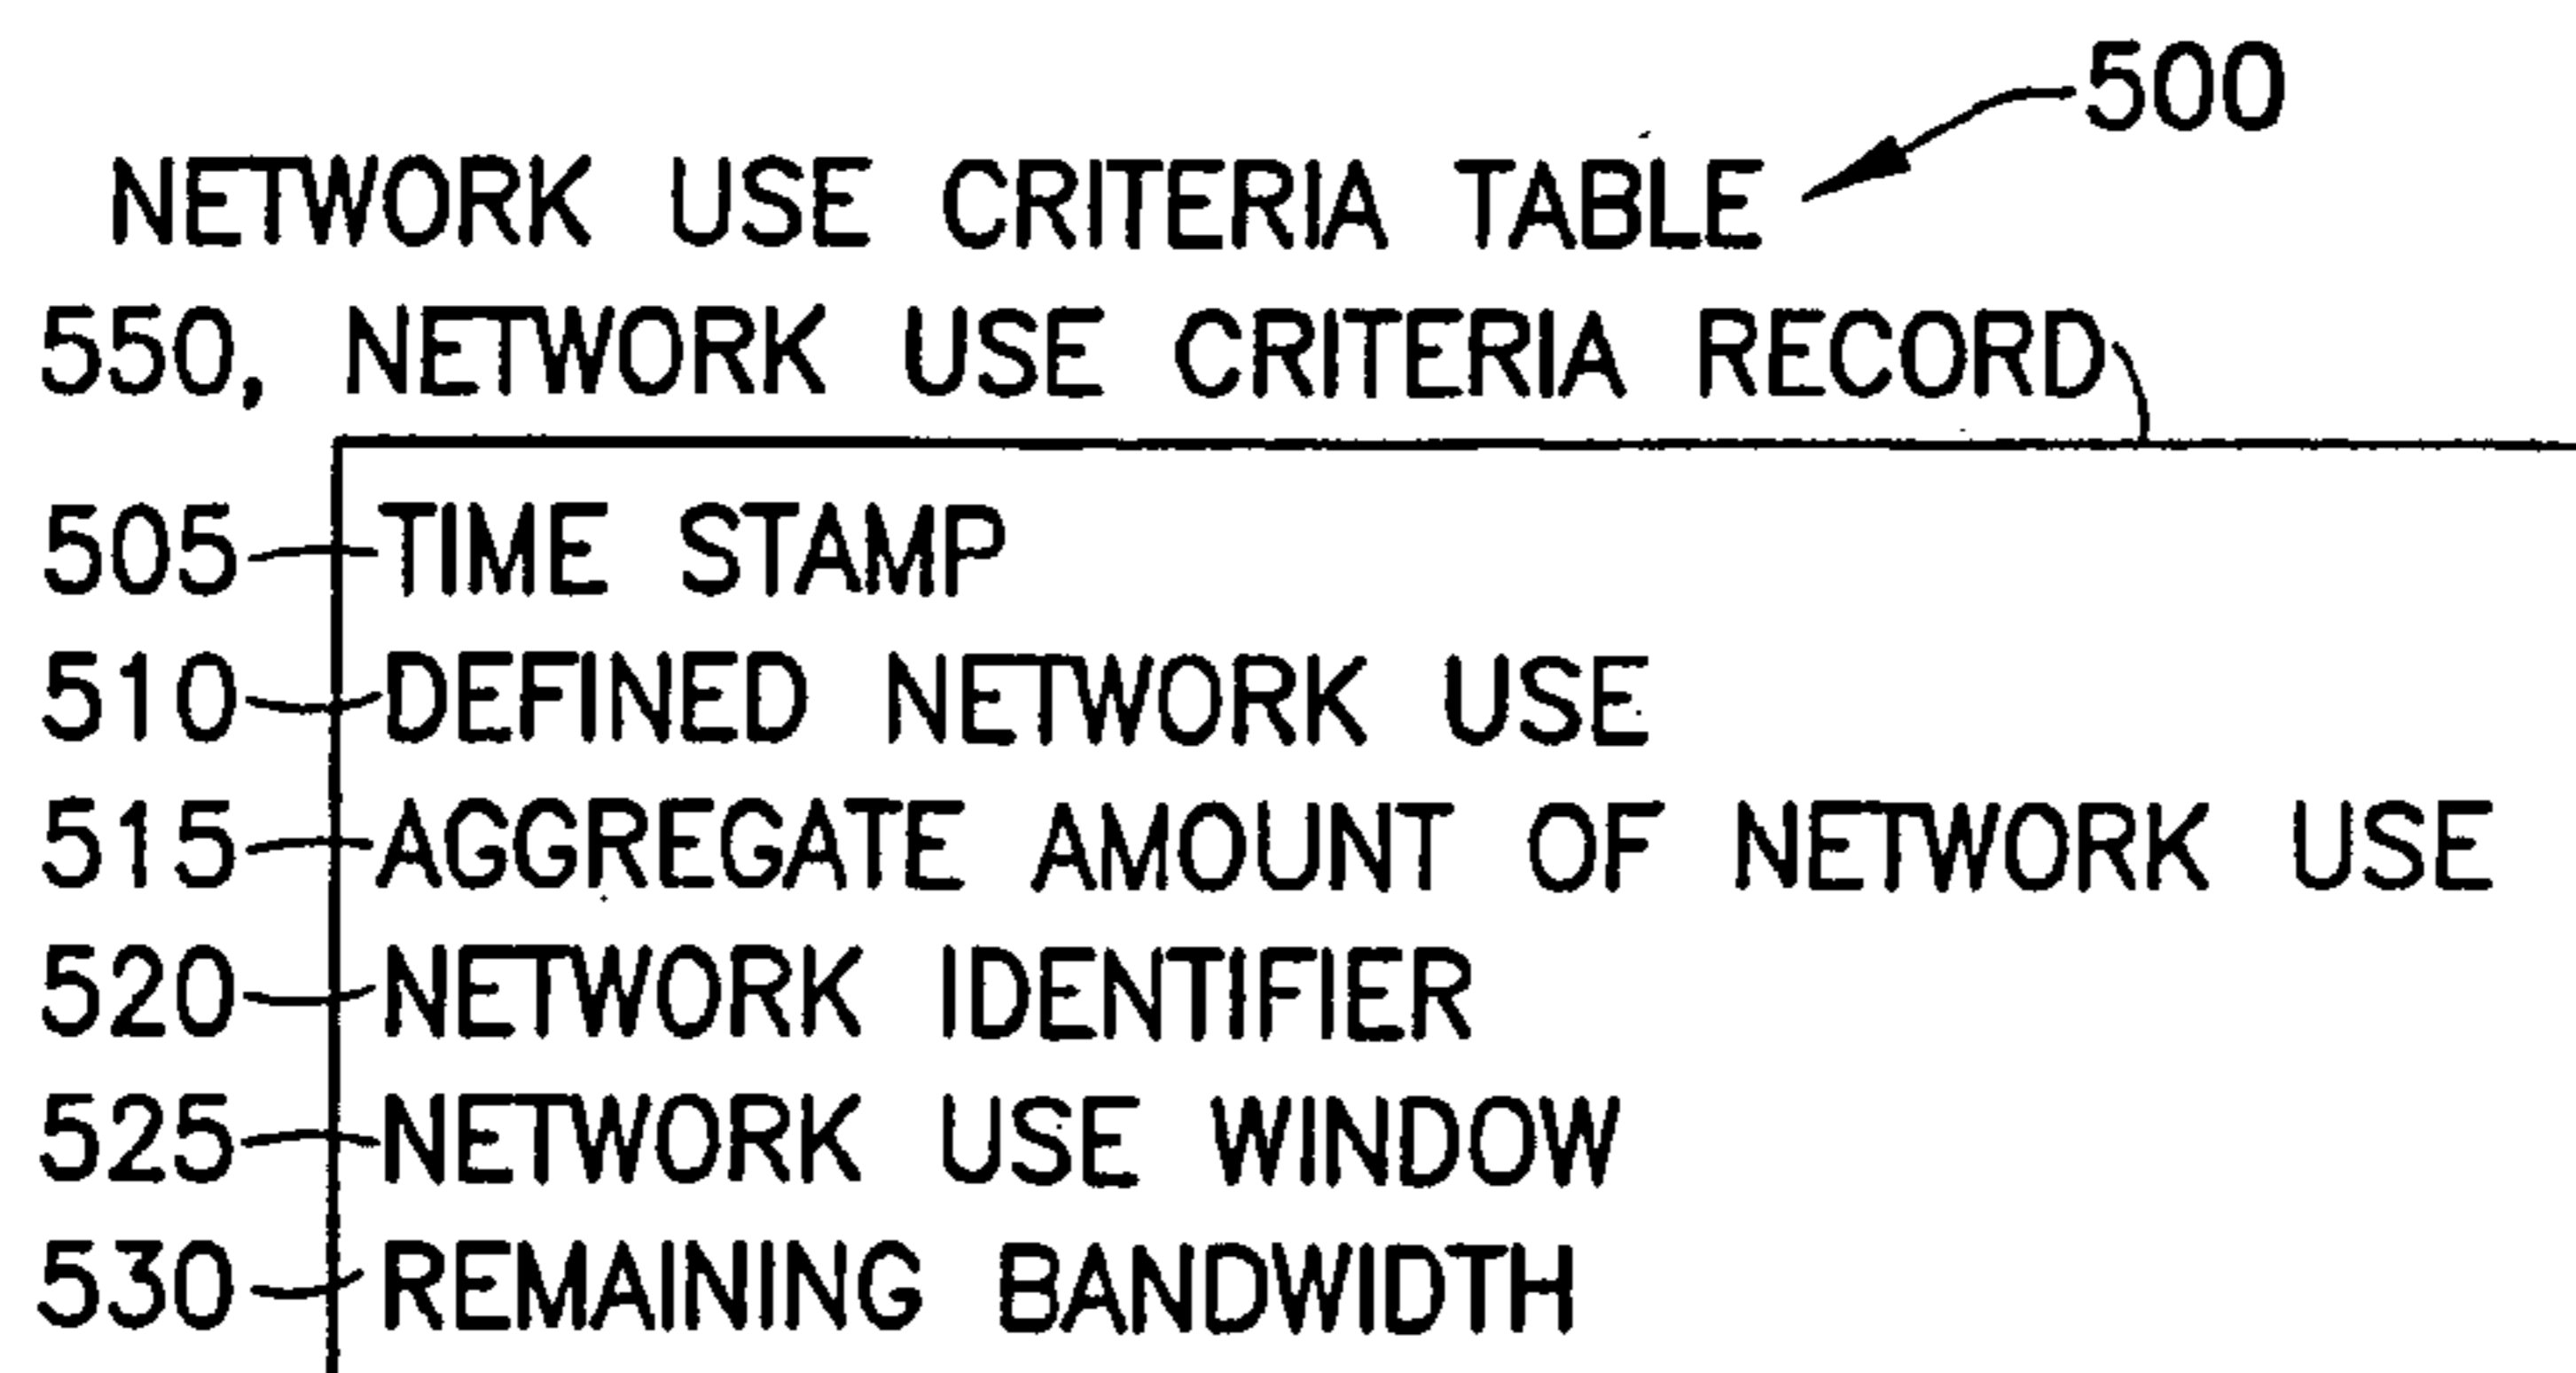 500
NETWORK USE CRITERIA TABLE
550, NETWORK USE CRITERIA RECORD
505 TIME STAMP
510 DEFINED NETWORK USE
515 AGGREGATE AMOUNT OF NETWORK USE
520 NETWORK IDENTIFIER
525 NETWORK USE WINDOW
530 REMAINING BANDWIDTH